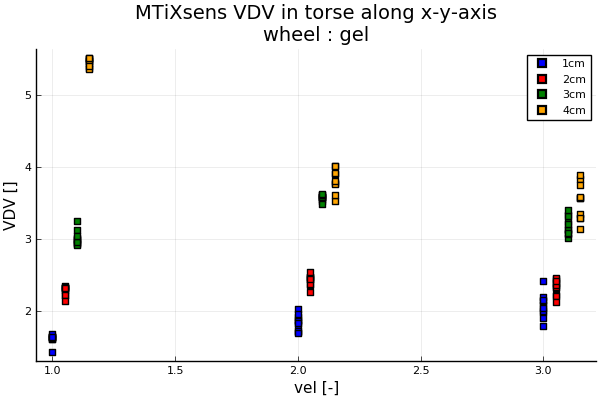 MTiXsens VDV in torse along x-y-axis
wheel : gel
1cm
2cm
3cm
4cm
5
4
3
2
VDV []
1.0 1.5 2.0 2.5 3.0
vel [-]